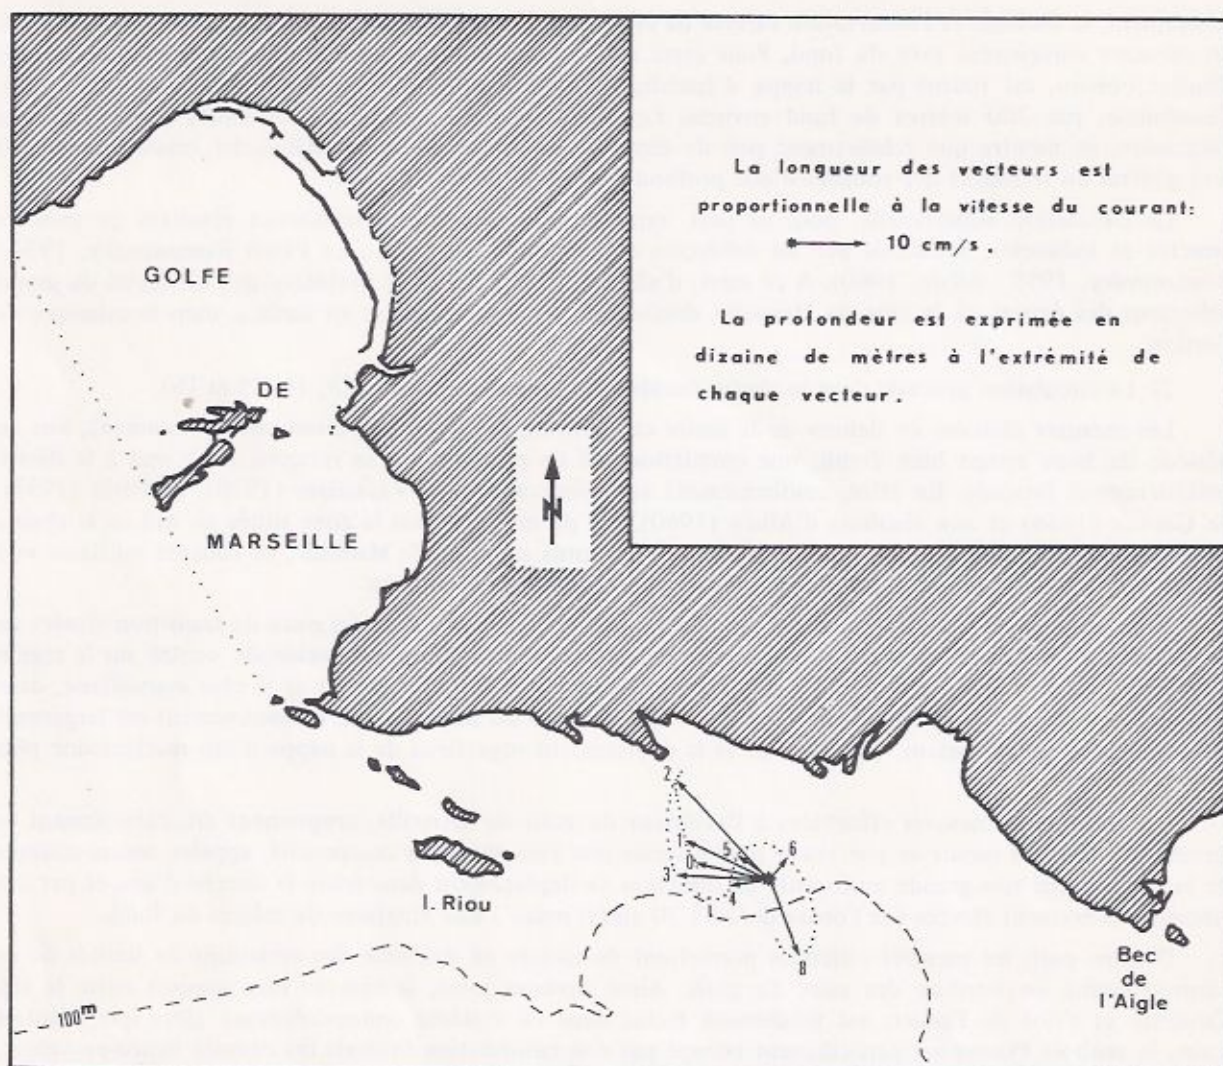 La longueur des vecteurs est
proportionnelle à la vitesse du courant:
10 cm/s.
La profondeur est exprimée en
dizaine de mètres à l'extrémité de
chaque vecteur.
GOLFE
DE
MARSEILLE
N
2
1
0
3
5
6
4
8
I. Riou
Bec
de
l'Aigle
100m